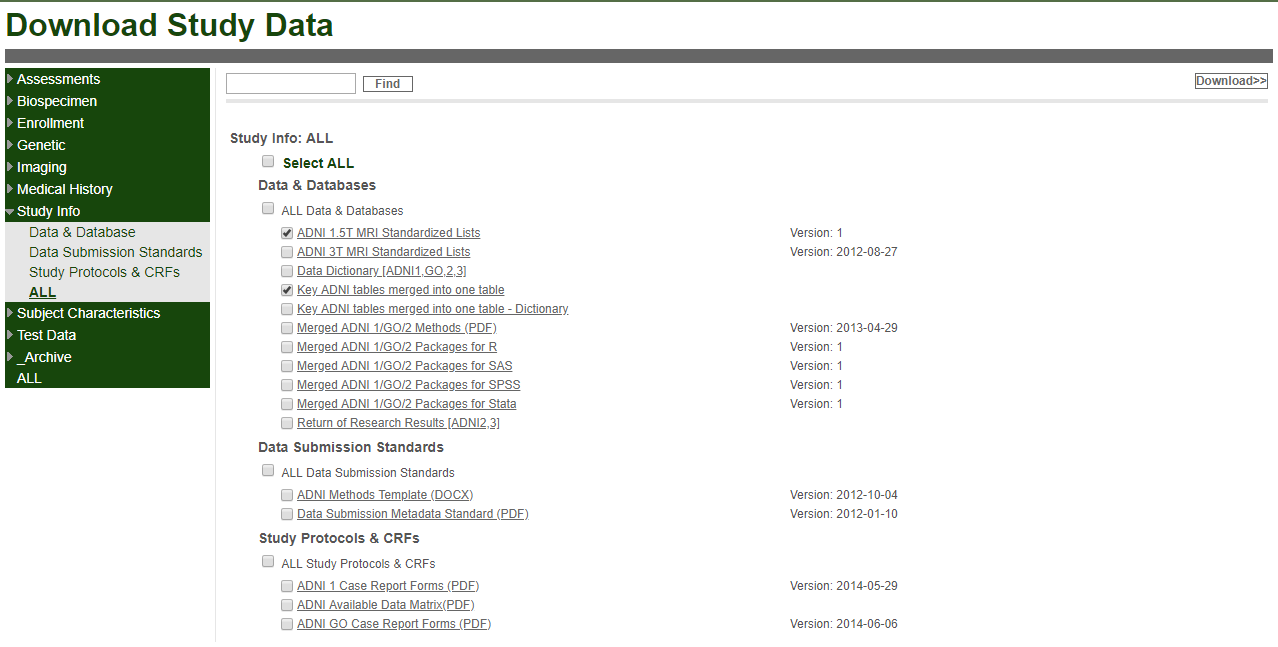 Download Study Data
Assessments
Biospecimen
Enrollment
Genetic
Imaging
Medical History
Study Info
Data & Database
Data Submission Standards
Study Protocols & CRFs
ALL
Subject Characteristics
Test Data
_Archive
ALL
Find
Download>>
Study Info: ALL
Select ALL
Data & Databases
ALL Data & Databases
ADNI 1.5T MRI Standardized Lists Version: 1
ADNI 3T MRI Standardized Lists Version: 2012-08-27
Data Dictionary [ADNI1,GO,2,3]
Key ADNI tables merged into one table
Key ADNI tables merged into one table - Dictionary
Merged ADNI 1/GO/2 Methods (PDF) Version: 2013-04-29
Merged ADNI 1/GO/2 Packages for R Version: 1
Merged ADNI 1/GO/2 Packages for SAS Version: 1
Merged ADNI 1/GO/2 Packages for SPSS Version: 1
Merged ADNI 1/GO/2 Packages for Stata Version: 1
Return of Research Results [ADNI2,3]
Data Submission Standards
ALL Data Submission Standards
ADNI Methods Template (DOCX) Version: 2012-10-04
Data Submission Metadata Standard (PDF) Version: 2012-01-10
Study Protocols & CRFs
ALL Study Protocols & CRFs
ADNI 1 Case Report Forms (PDF) Version: 2014-05-29
ADNI Available Data Matrix(PDF)
ADNI GO Case Report Forms (PDF) Version: 2014-06-06